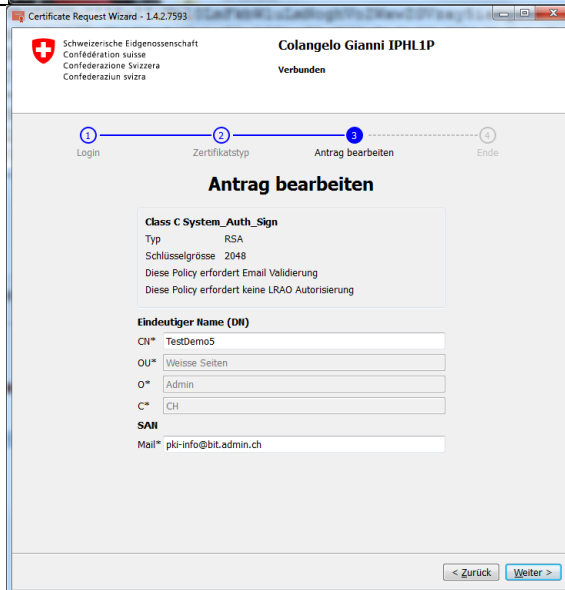 Certificate Request Wizard - 1.4.2.7593
Schweizerische Eidgenossenschaft
Confédération suisse
Confederazione Svizzera
Confederaziun svizra
Colangelo Gianni IPHL1P
Verbunden
1 2 3 4
Login Zertifikatstyp Antrag bearbeiten Ende
Antrag bearbeiten
Class C System_Auth_Sign
Typ RSA
Schlüsselgrösse 2048
Diese Policy erfordert Email Validierung
Diese Policy erfordert keine LRAO Autorisierung
Eindeutiger Name (DN)
CN* TestDemo5
OU* Weisse Seiten
O* Admin
C* CH
SAN
Mail* pki-info@bit.admin.ch
< Zurück Weiter >